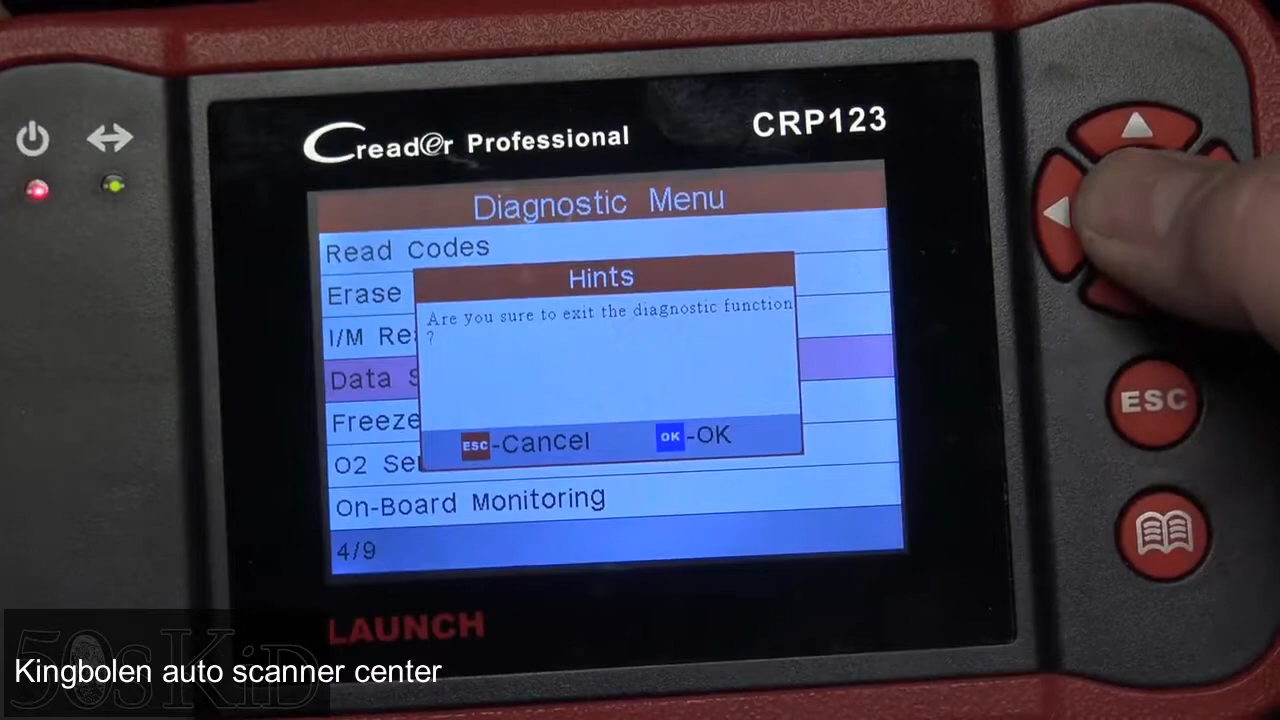 Creader Professional
CRP123
Diagnostic Menu
Read Codes
Erase
I/M Re
Data S
Freeze
O2 Se
On-Board Monitoring
4/9
Hints
Are you sure to exit the diagnostic function
?
ESC-Cancel
OK-OK
ESC
LAUNCH
50sKiD
Kingbolen auto scanner center